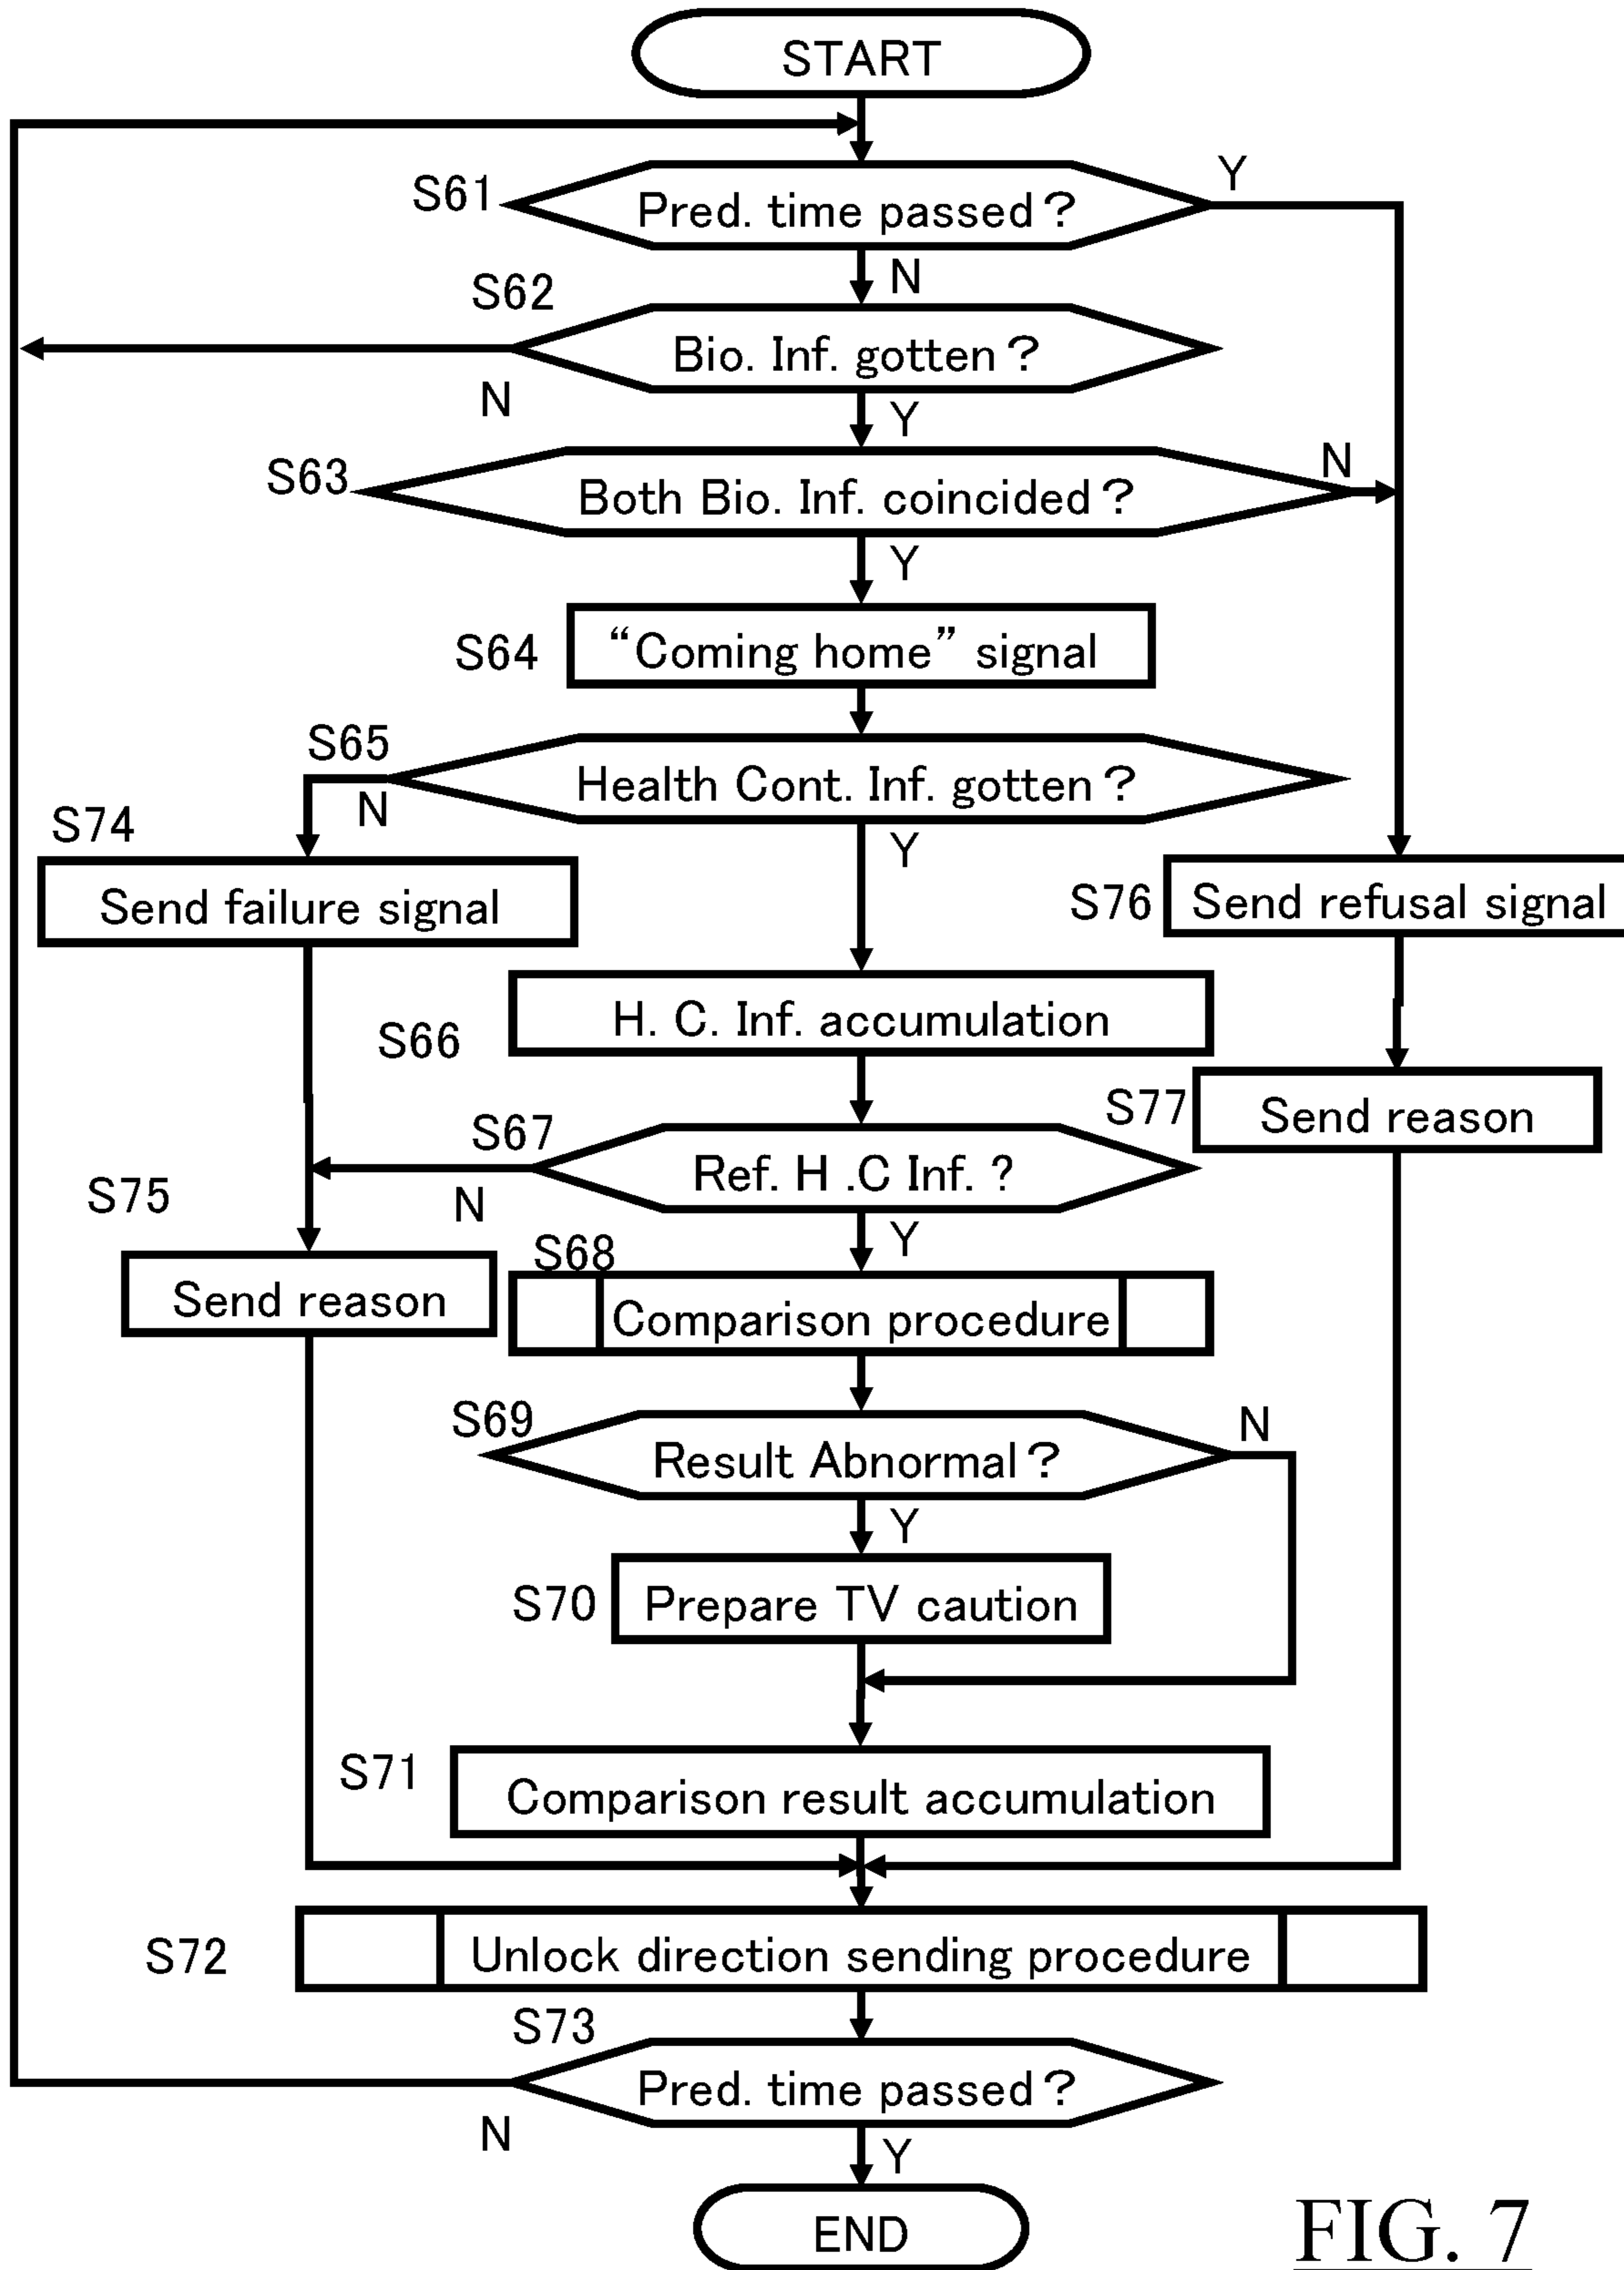 START
S61
Pred. time passed?
Y
N
S62
Bio. Inf. gotten?
N
Y
S63
Both Bio. Inf. coincided?
N
Y
S64
“Coming home” signal
S65
Health Cont. Inf. gotten?
N
Y
S74
Send failure signal
S76
Send refusal signal
S66
H. C. Inf. accumulation
S77
Send reason
S67
Ref. H .C Inf. ?
N
Y
S75
Send reason
S68
Comparison procedure
S69
Result Abnormal?
N
Y
S70
Prepare TV caution
S71
Comparison result accumulation
S72
Unlock direction sending procedure
S73
Pred. time passed?
N
Y
END
FIG. 7